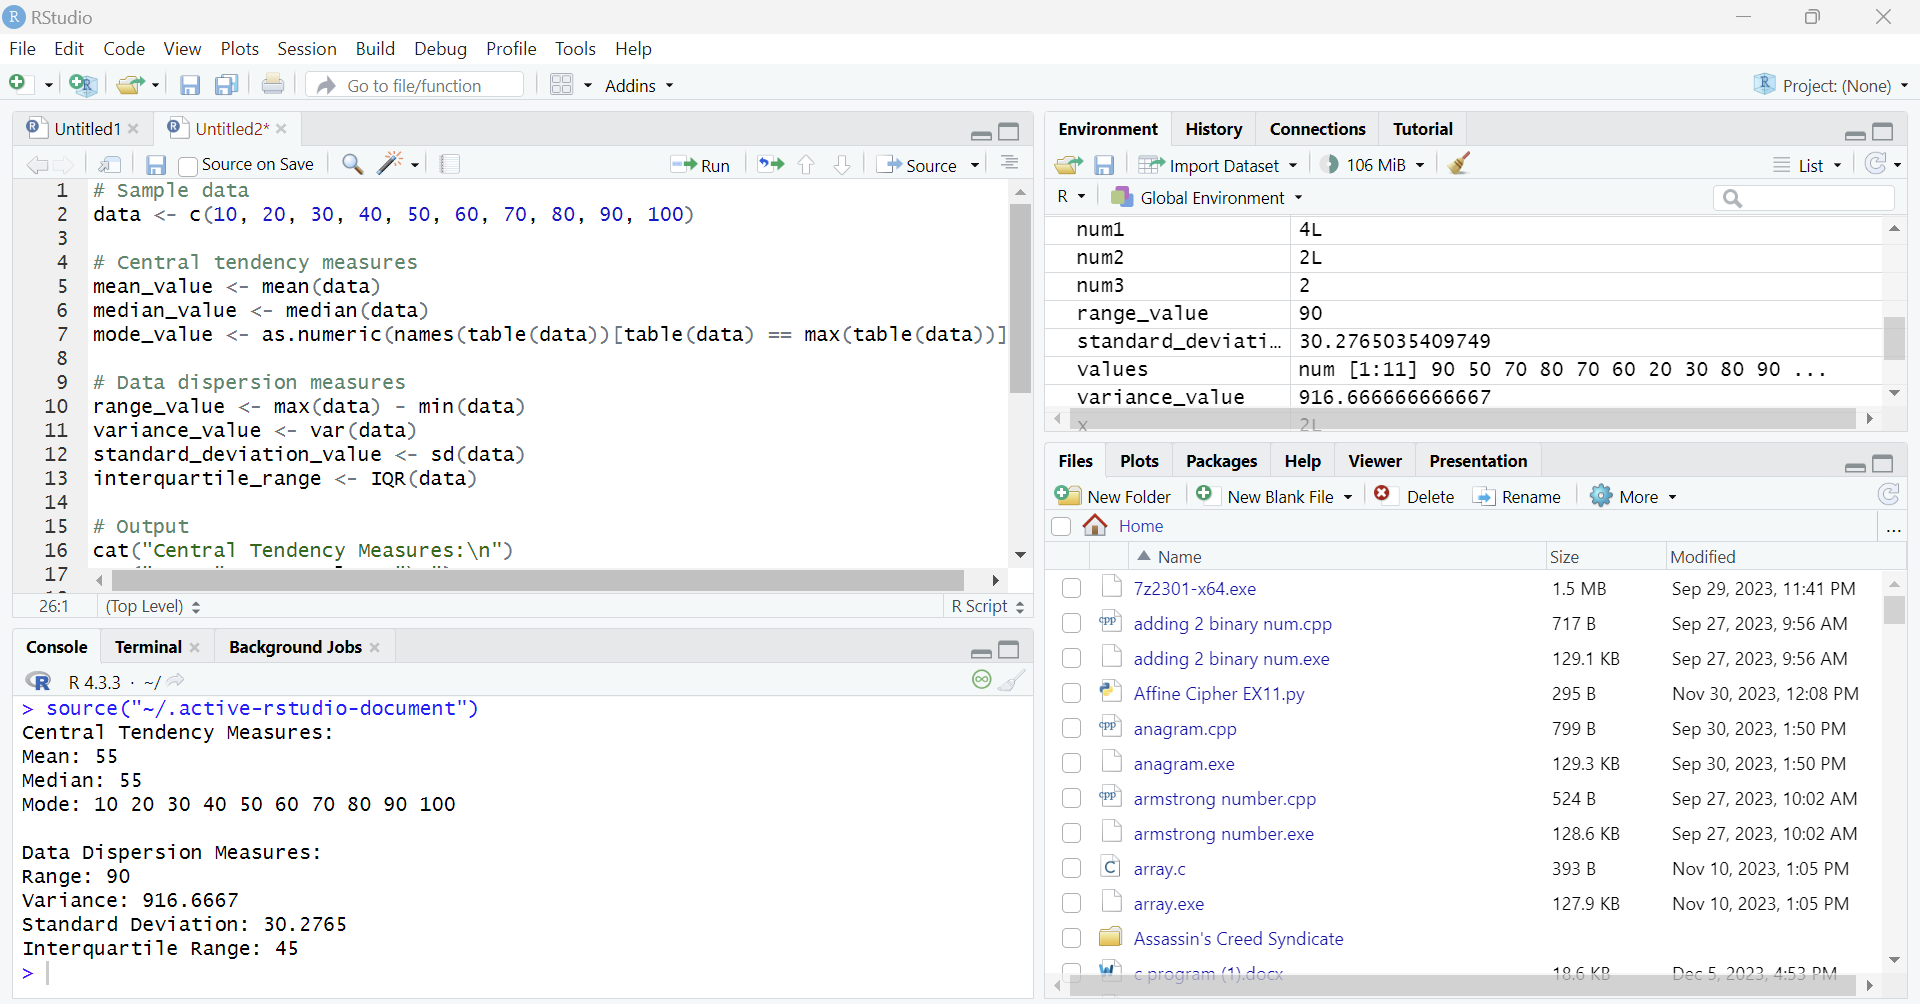 RStudio
File Edit Code View Plots Session Build Debug Profile Tools Help
Go to file/function Addins Project: (None)
Untitled1 Untitled2*
Source on Save Run Source
1 # Sample data
2 data <- c(10, 20, 30, 40, 50, 60, 70, 80, 90, 100)
3
4 # Central tendency measures
5 mean_value <- mean(data)
6 median_value <- median(data)
7 mode_value <- as.numeric(names(table(data))[table(data) == max(table(data))]
8
9 # Data dispersion measures
10 range_value <- max(data) - min(data)
11 variance_value <- var(data)
12 standard_deviation_value <- sd(data)
13 interquartile_range <- IQR(data)
14
15 # Output
16 cat("Central Tendency Measures:\n")
17
26:1 (Top Level) R Script
Console Terminal Background Jobs
R 4.3.3 · ~/
> source("~/.active-rstudio-document")
Central Tendency Measures:
Mean: 55
Median: 55
Mode: 10 20 30 40 50 60 70 80 90 100
Data Dispersion Measures:
Range: 90
Variance: 916.6667
Standard Deviation: 30.2765
Interquartile Range: 45
>
Environment History Connections Tutorial
Import Dataset 106 MiB List
R Global Environment
num1 4L
num2 2L
num3 2
range_value 90
standard_deviati… 30.2765035409749
values num [1:11] 90 50 70 80 70 60 20 30 80 90 ...
variance_value 916.666666666667
x 2L
Files Plots Packages Help Viewer Presentation
New Folder New Blank File Delete Rename More
Home ...
Name Size Modified
7z2301-x64.exe 1.5 MB Sep 29, 2023, 11:41 PM
adding 2 binary num.cpp 717 B Sep 27, 2023, 9:56 AM
adding 2 binary num.exe 129.1 KB Sep 27, 2023, 9:56 AM
Affine Cipher EX11.py 295 B Nov 30, 2023, 12:08 PM
anagram.cpp 799 B Sep 30, 2023, 1:50 PM
anagram.exe 129.3 KB Sep 30, 2023, 1:50 PM
armstrong number.cpp 524 B Sep 27, 2023, 10:02 AM
armstrong number.exe 128.6 KB Sep 27, 2023, 10:02 AM
array.c 393 B Nov 10, 2023, 1:05 PM
array.exe 127.9 KB Nov 10, 2023, 1:05 PM
Assassin's Creed Syndicate
c program (1).docx 18.6 KB Dec 5, 2023, 4:53 PM